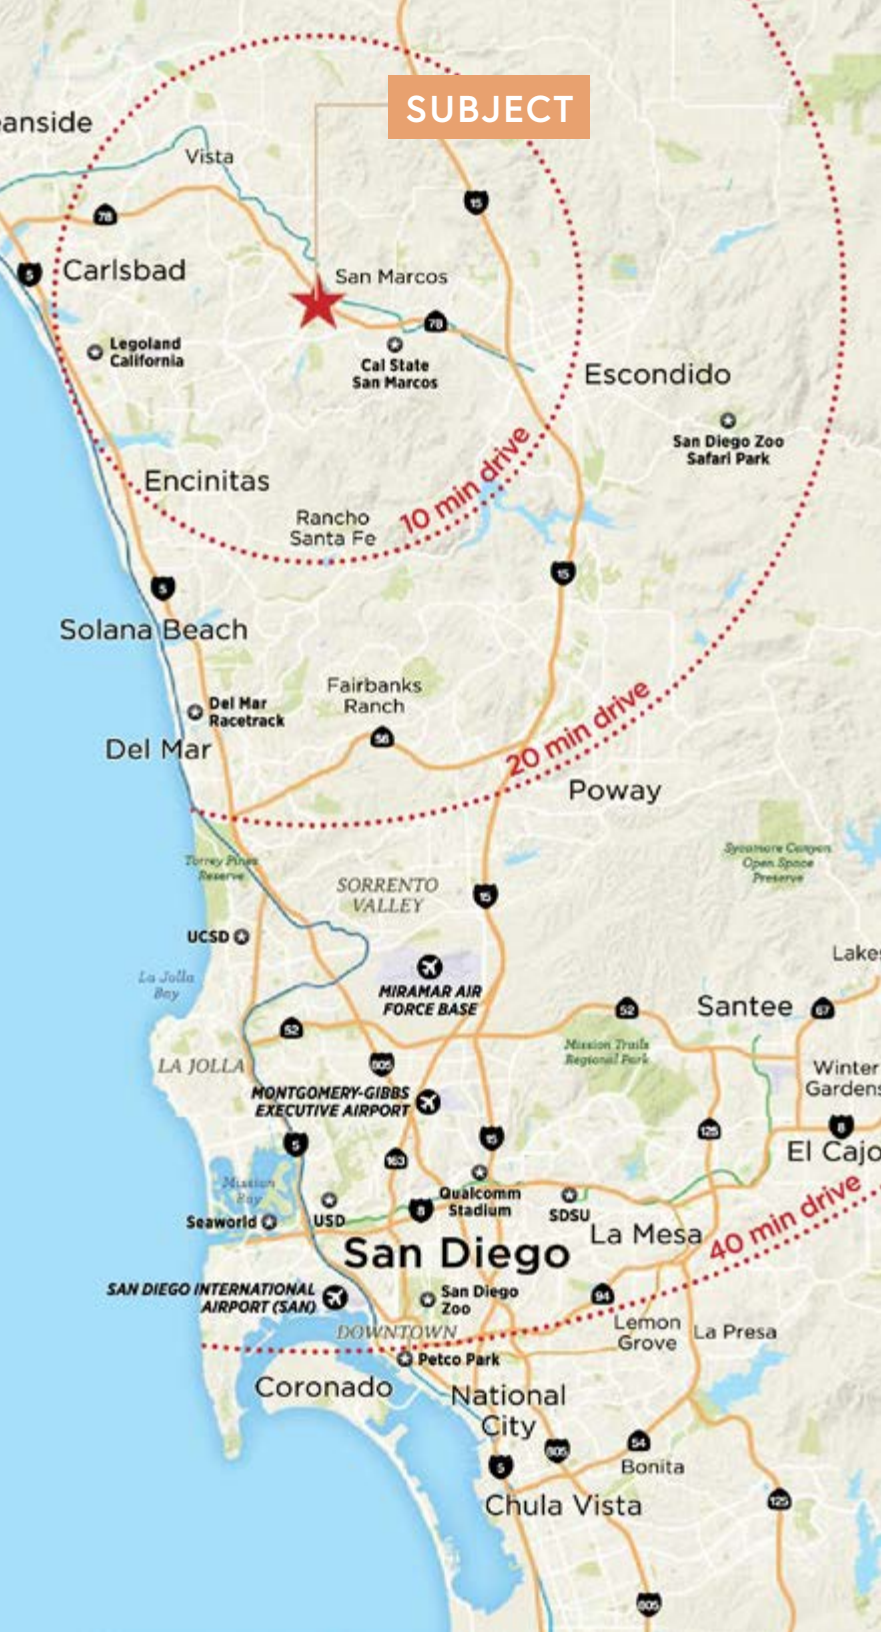 SUBJECT
eanside
Vista
78
15
5
Carlsbad
San Marcos
78
Legoland
California
Cal State
San Marcos
Escondido
San Diego Zoo
Safari Park
10 min drive
Encinitas
Rancho
Santa Fe
15
5
Solana Beach
Fairbanks
Ranch
Del Mar
Racetrack
56
Del Mar
20 min drive
Poway
Torrey Pines
Reserve
Sycamore Canyon
Open Space
Preserve
SORRENTO
VALLEY
15
UCSD
Lakes
La Jolla
Bay
MIRAMAR AIR
FORCE BASE
52
Santee
67
52
Mission Trails
Regional Park
LA JOLLA
805
Winter
Gardens
MONTGOMERY-GIBBS
EXECUTIVE AIRPORT
5
15
125
8
El Cajo
163
Mission
Bay
Qualcomm
Stadium
SDSU
Seaworld
USD
8
La Mesa
40 min drive
San Diego
SAN DIEGO INTERNATIONAL
AIRPORT (SAN)
San Diego
Zoo
94
DOWNTOWN
Lemon
Grove
La Presa
Petco Park
Coronado
National
City
805
54
5
Bonita
Chula Vista
125
805